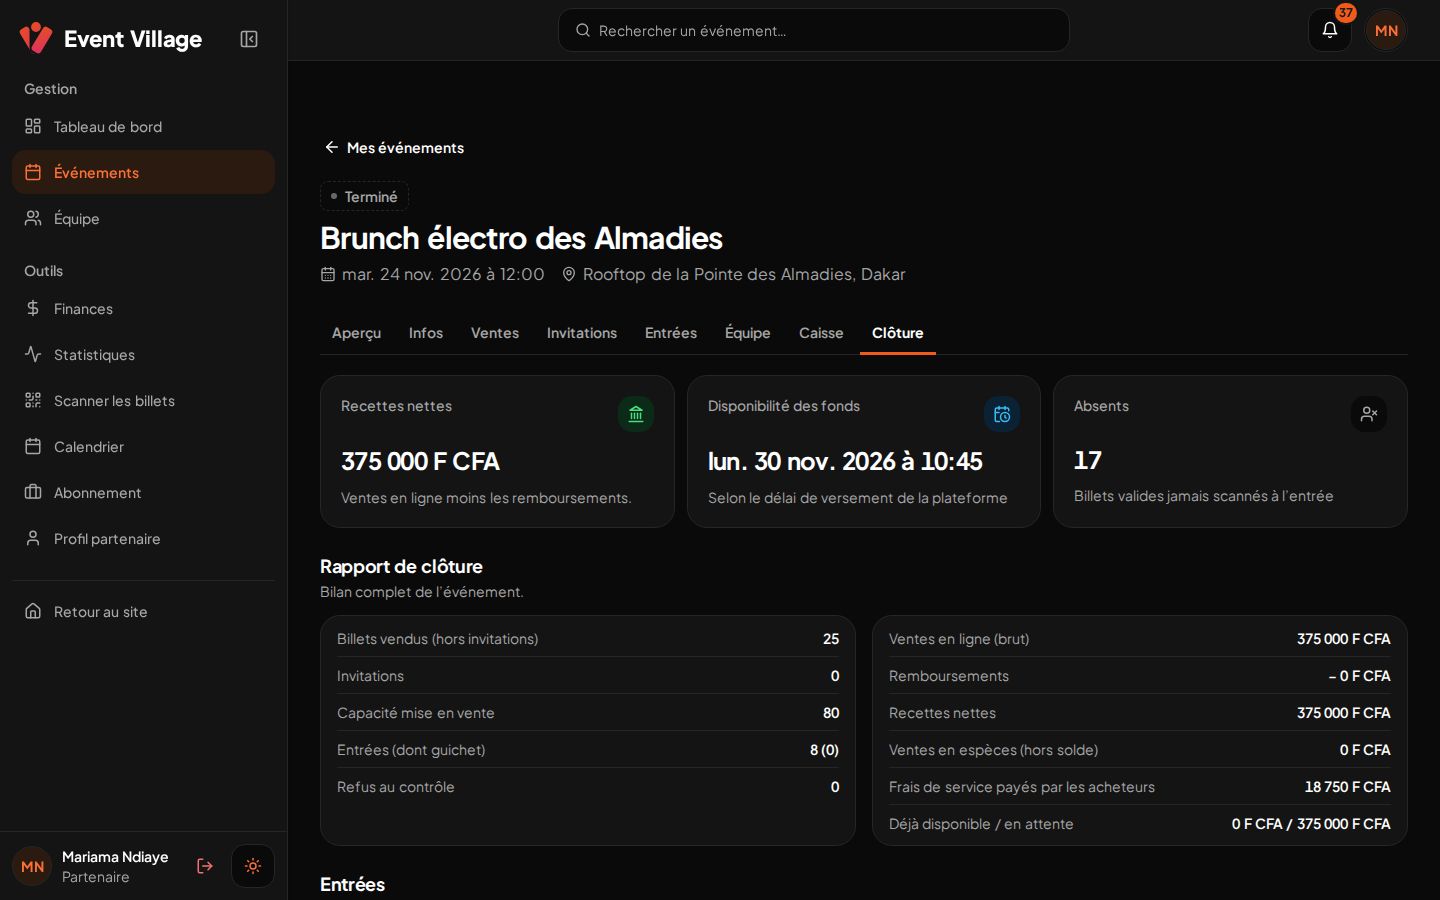 Event Village
Gestion
Tableau de bord
Événements
Équipe
Outils
Finances
Statistiques
Scanner les billets
Calendrier
Abonnement
Profil partenaire
Retour au site
MN
Mariama Ndiaye
Partenaire
Rechercher un événement...
37
MN
Mes événements
Terminé
Brunch électro des Almadies
mar. 24 nov. 2026 à 12:00
Rooftop de la Pointe des Almadies, Dakar
Aperçu
Infos
Ventes
Invitations
Entrées
Équipe
Caisse
Clôture
Recettes nettes
375 000 F CFA
Ventes en ligne moins les remboursements.
Disponibilité des fonds
lun. 30 nov. 2026 à 10:45
Selon le délai de versement de la plateforme
Absents
17
Billets valides jamais scannés à l'entrée
Rapport de clôture
Bilan complet de l'événement.
Billets vendus (hors invitations) 25
Invitations 0
Capacité mise en vente 80
Entrées (dont guichet) 8 (0)
Refus au contrôle 0
Ventes en ligne (brut) 375 000 F CFA
Remboursements – 0 F CFA
Recettes nettes 375 000 F CFA
Ventes en espèces (hors solde) 0 F CFA
Frais de service payés par les acheteurs 18 750 F CFA
Déjà disponible / en attente 0 F CFA / 375 000 F CFA
Entrées